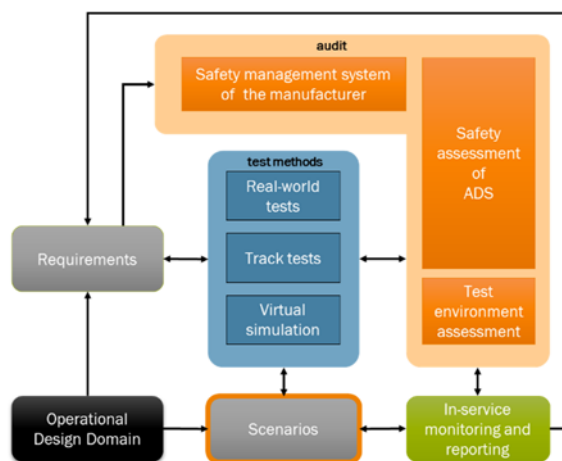 audit
Safety management system
of the manufacturer
Safety
assessment
of
ADS
test methods
Real-world
tests
Requirements
Track tests
Test
environment
assessment
Virtual
simulation
Operational
Design Domain
Scenarios
In-service
monitoring and
reporting